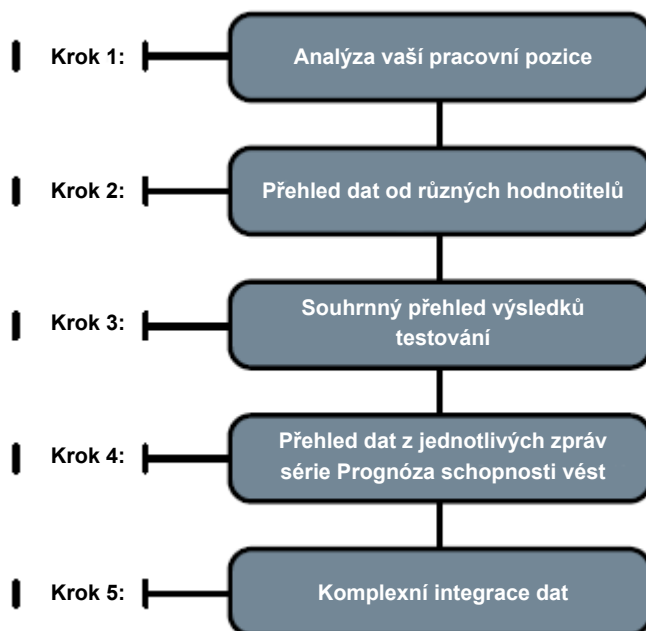 Krok 1:
Analýza vaší pracovní pozice
Krok 2:
Přehled dat od různých hodnotitelů
Krok 3:
Souhrnný přehled výsledků
testování
Krok 4:
Přehled dat z jednotlivých zpráv
série Prognóza schopnosti vést
Krok 5:
Komplexní integrace dat